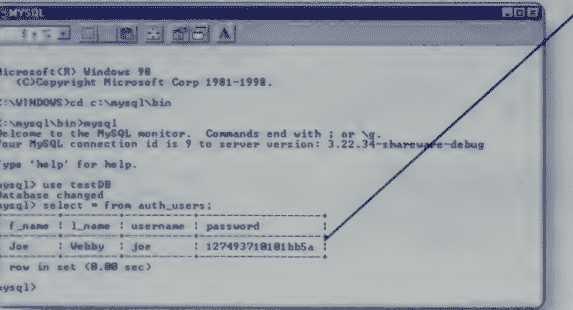 MYSQL
Microsoft(R) Windows 98
(C)Copyright Microsoft Corp 1981-1998.
C:\WINDOWS>cd c:\mysql\bin
C:\mysql\bin>mysql
Welcome to the MySQL monitor. Commands end with ; or \g.
Your MySQL connection id is 9 to server version: 3.22.34-shareware-debug
Type 'help' for help.
mysql> use testDB
Database changed
mysql> select * from auth_users;
f_name | l_name | username | password
Joe | Webby | joe | 127493710101bb5a
row in set (0.00 sec)
mysql>